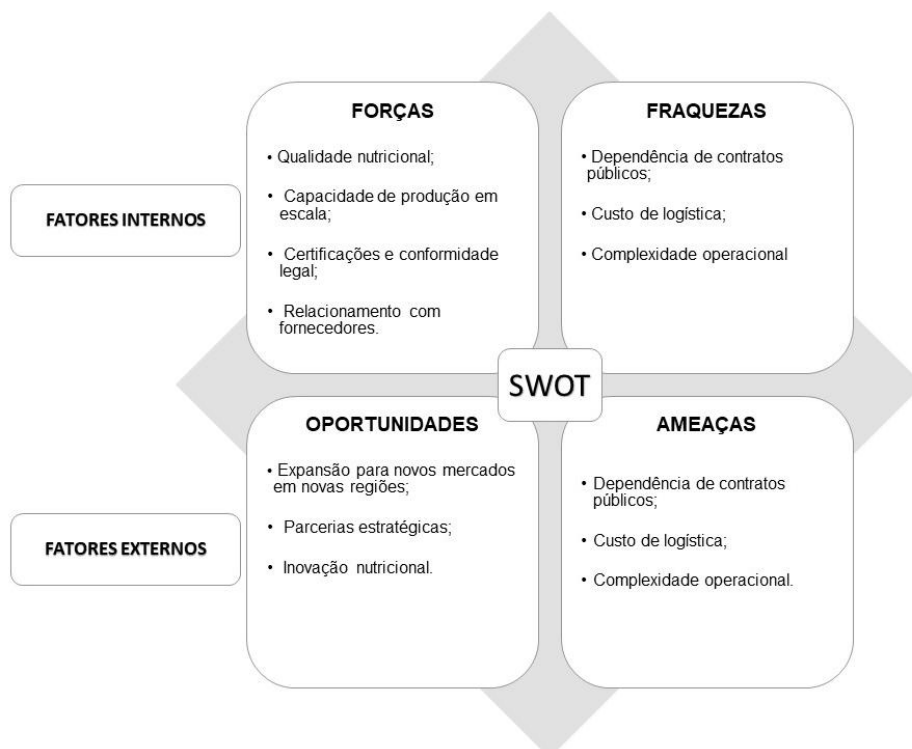 FATORES INTERNOS
FORÇAS
• Qualidade nutricional;
• Capacidade de produção em
escala;
• Certificações e conformidade
legal;
• Relacionamento com
fornecedores.
FRAQUEZAS
• Dependência de contratos
públicos;
• Custo de logística;
• Complexidade operacional
SWOT
FATORES EXTERNOS
OPORTUNIDADES
• Expansão para novos mercados
em novas regiões;
• Parcerias estratégicas;
• Inovação nutricional.
AMEAÇAS
• Dependência de contratos
públicos;
• Custo de logística;
• Complexidade operacional.